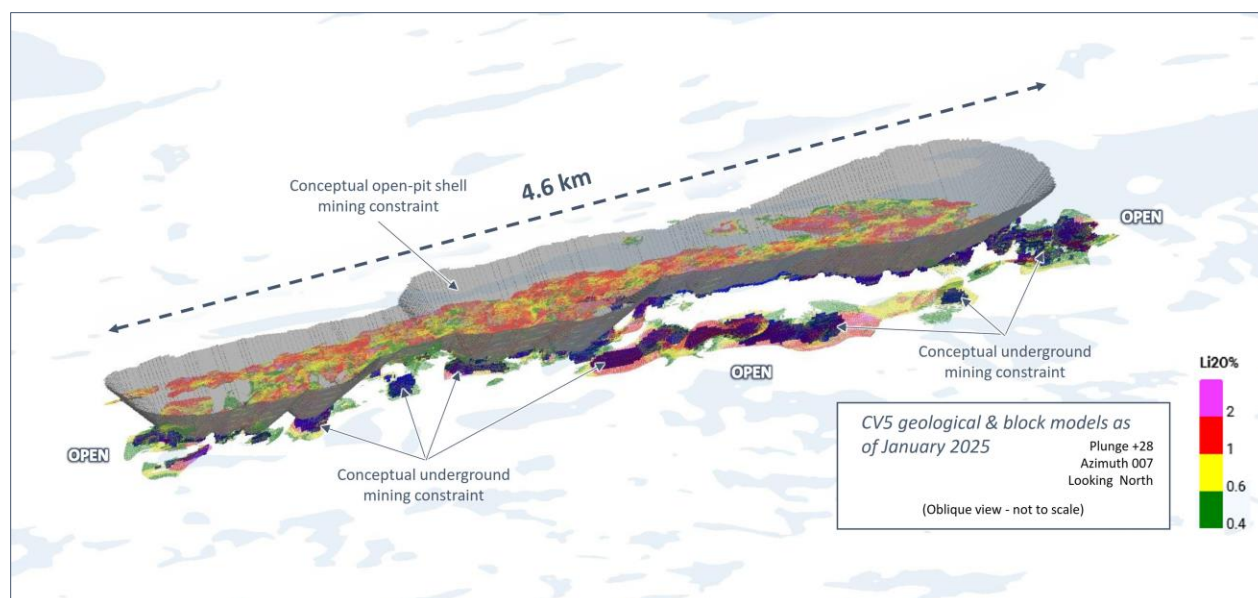 4.6 km
Conceptual open-pit shell
mining constraint
OPEN
Conceptual underground
mining constraint
OPEN
OPEN
Conceptual underground
mining constraint
Li20%
2
1
0.6
0.4
CV5 geological & block models as
of January 2025
Plunge +28
Azimuth 007
Looking North
(Oblique view - not to scale)